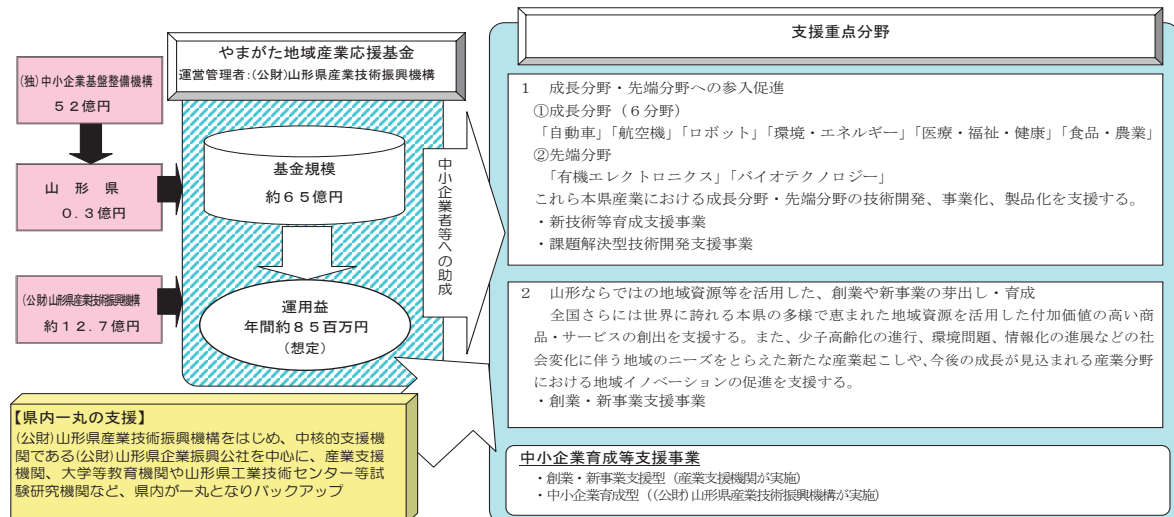 (独)中小企業基盤整備機構
５２億円
山　形　県
０.３億円
(公財)山形県産業技術振興機構
約１２.７億円
やまがた地域産業応援基金
運営管理者：(公財)山形県産業技術振興機構
基金規模
約６５億円
運用益
年間約８５百万円
（想定）
中小企業者等への助成
【県内一丸の支援】
(公財)山形県産業技術振興機構をはじめ、中核的支援機
関である(公財)山形県企業振興公社を中心に、産業支援
機関、大学等教育機関や山形県工業技術センター等試
験研究機関など、県内が一丸となりバックアップ
支援重点分野
１　成長分野・先端分野への参入促進
①成長分野（６分野）
「自動車」「航空機」「ロボット」「環境・エネルギー」「医療・福祉・健康」「食品・農業」
②先端分野
「有機エレクトロニクス」「バイオテクノロジー」
これら本県産業における成長分野・先端分野の技術開発、事業化、製品化を支援する。
・新技術等育成支援事業
・課題解決型技術開発支援事業
２　山形ならではの地域資源等を活用した、創業や新事業の芽出し・育成
全国さらには世界に誇れる本県の多様で恵まれた地域資源を活用した付加価値の高い商
品・サービスの創出を支援する。また、少子高齢化の進行、環境問題、情報化の進展などの社
会変化に伴う地域のニーズをとらえた新たな産業起こしや、今後の成長が見込まれる産業分野
における地域イノベーションの促進を支援する。
・創業・新事業支援事業
中小企業育成等支援事業
・創業・新事業支援型（産業支援機関が実施）
・中小企業育成型（(公財)山形県産業技術振興機構が実施）